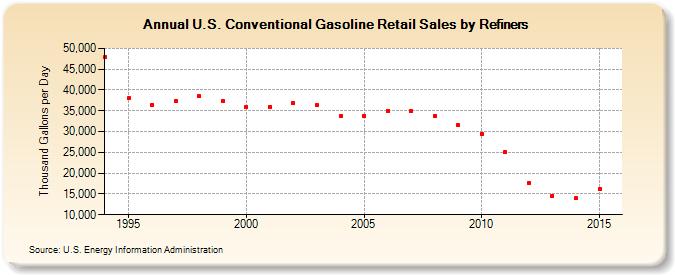 Annual U.S. Conventional Gasoline Retail Sales by Refiners
Thousand Gallons per Day
50,000
45,000
40,000
35,000
30,000
25,000
20,000
15,000
10,000
1995 2000 2005 2010 2015
Source: U.S. Energy Information Administration